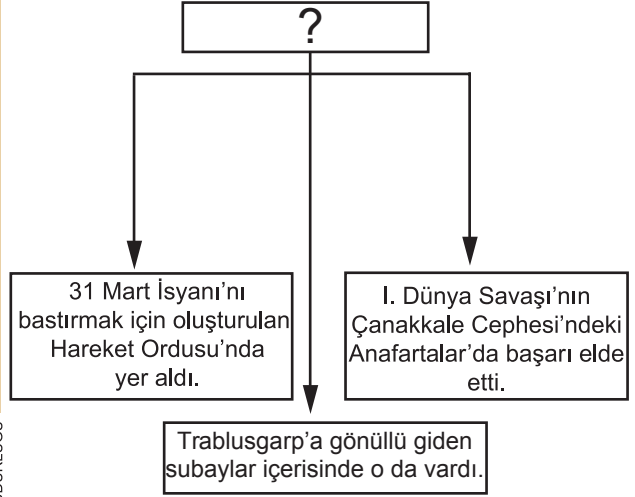 ?
31 Mart İsyanı'nı
bastırmak için oluşturulan
Hareket Ordusu'nda
yer aldı.
I. Dünya Savaşı'nın
Çanakkale Cephesi'ndeki
Anafartalar'da başarı elde
etti.
Trablusgarp'a gönüllü giden
subaylar içerisinde o da vardı.